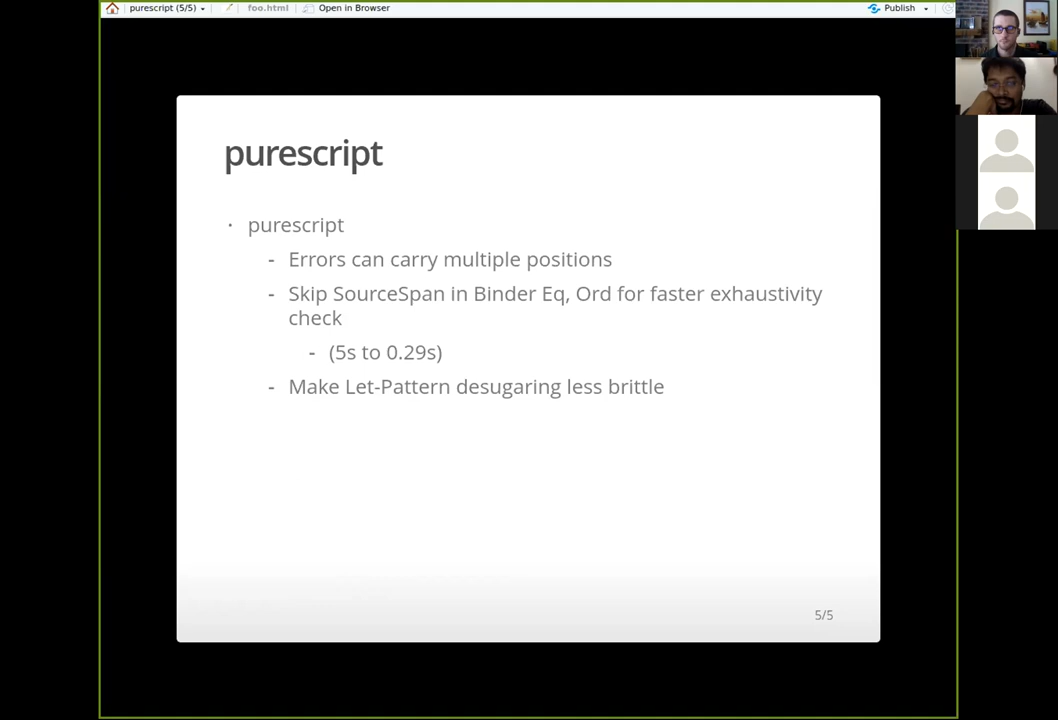 purescript (5/5) foo.html Open in Browser Publish
purescript
· purescript
- Errors can carry multiple positions
- Skip SourceSpan in Binder Eq, Ord for faster exhaustivity
check
- (5s to 0.29s)
- Make Let-Pattern desugaring less brittle
5/5